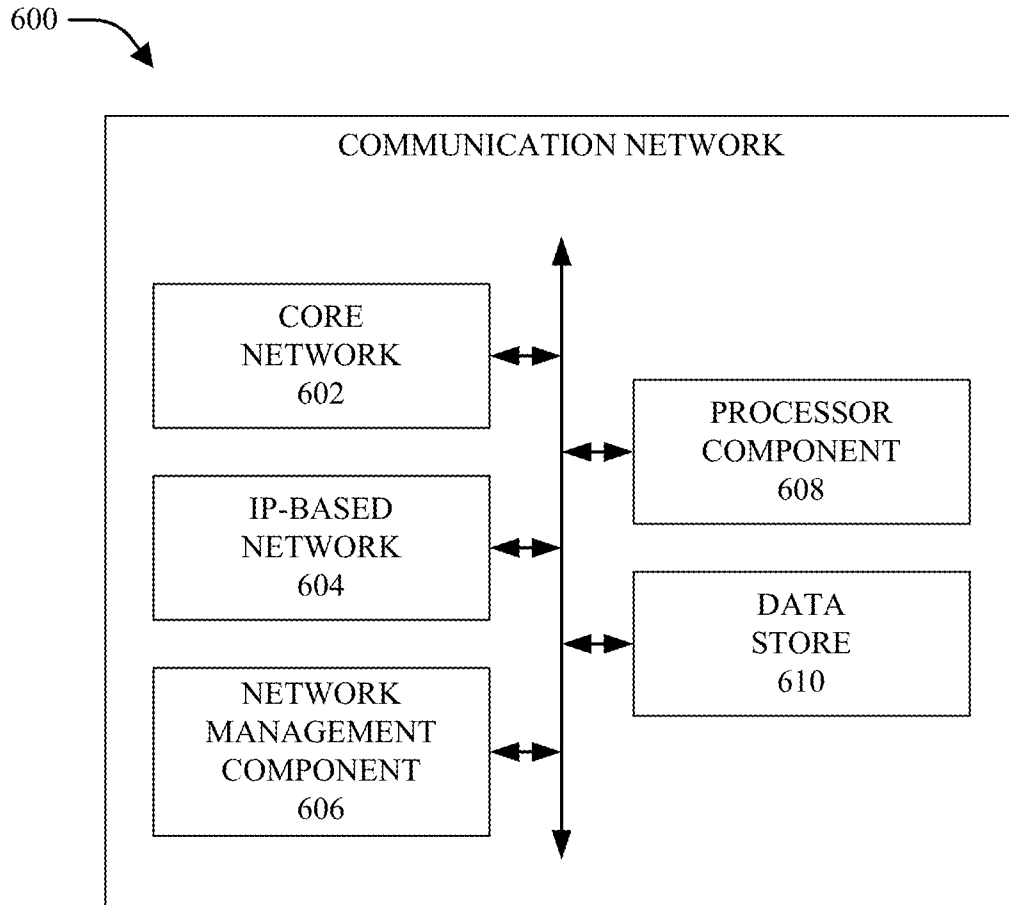 600
COMMUNICATION NETWORK
CORE
NETWORK
602
IP-BASED
NETWORK
604
NETWORK
MANAGEMENT
COMPONENT
606
PROCESSOR
COMPONENT
608
DATA
STORE
610